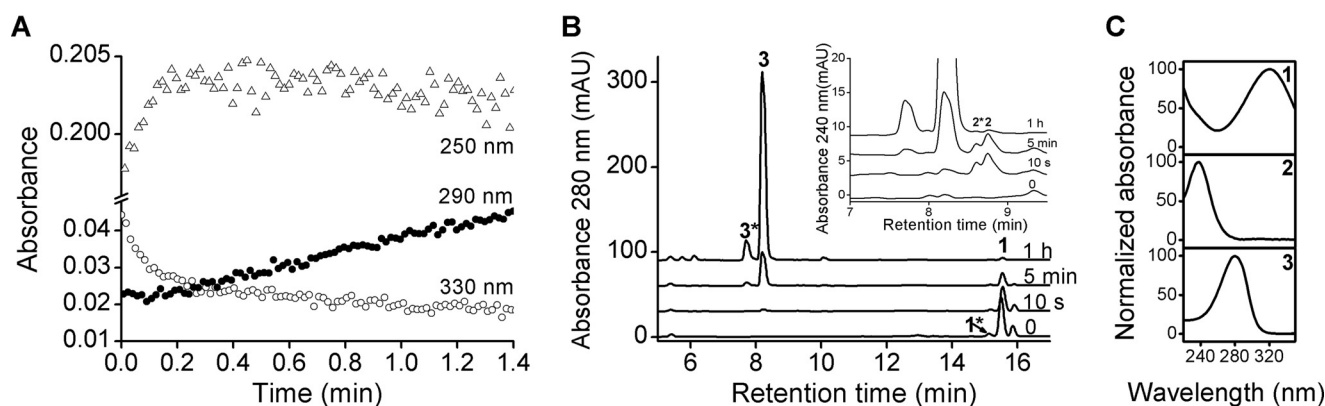 A
Absorbance
0.205
0.200
0.04
0.03
0.02
0.01
250 nm
290 nm
330 nm
0.0 0.2 0.4 0.6 0.8 1.0 1.2 1.4
Time (min)
B
Absorbance 280 nm (mAU)
300
200
100
0
3
3*
1
1*
1 h
5 min
10 s
0
6 8 10 12 14 16
Retention time (min)
Absorbance 240 nm(mAU)
20
15
10
5
0
2*2
1 h
5 min
10 s
0
7 8 9
Retention time (min)
C
Normalized absorbance
100
50
1
100
50
0
2
100
50
0
3
240 280 320
Wavelength (nm)